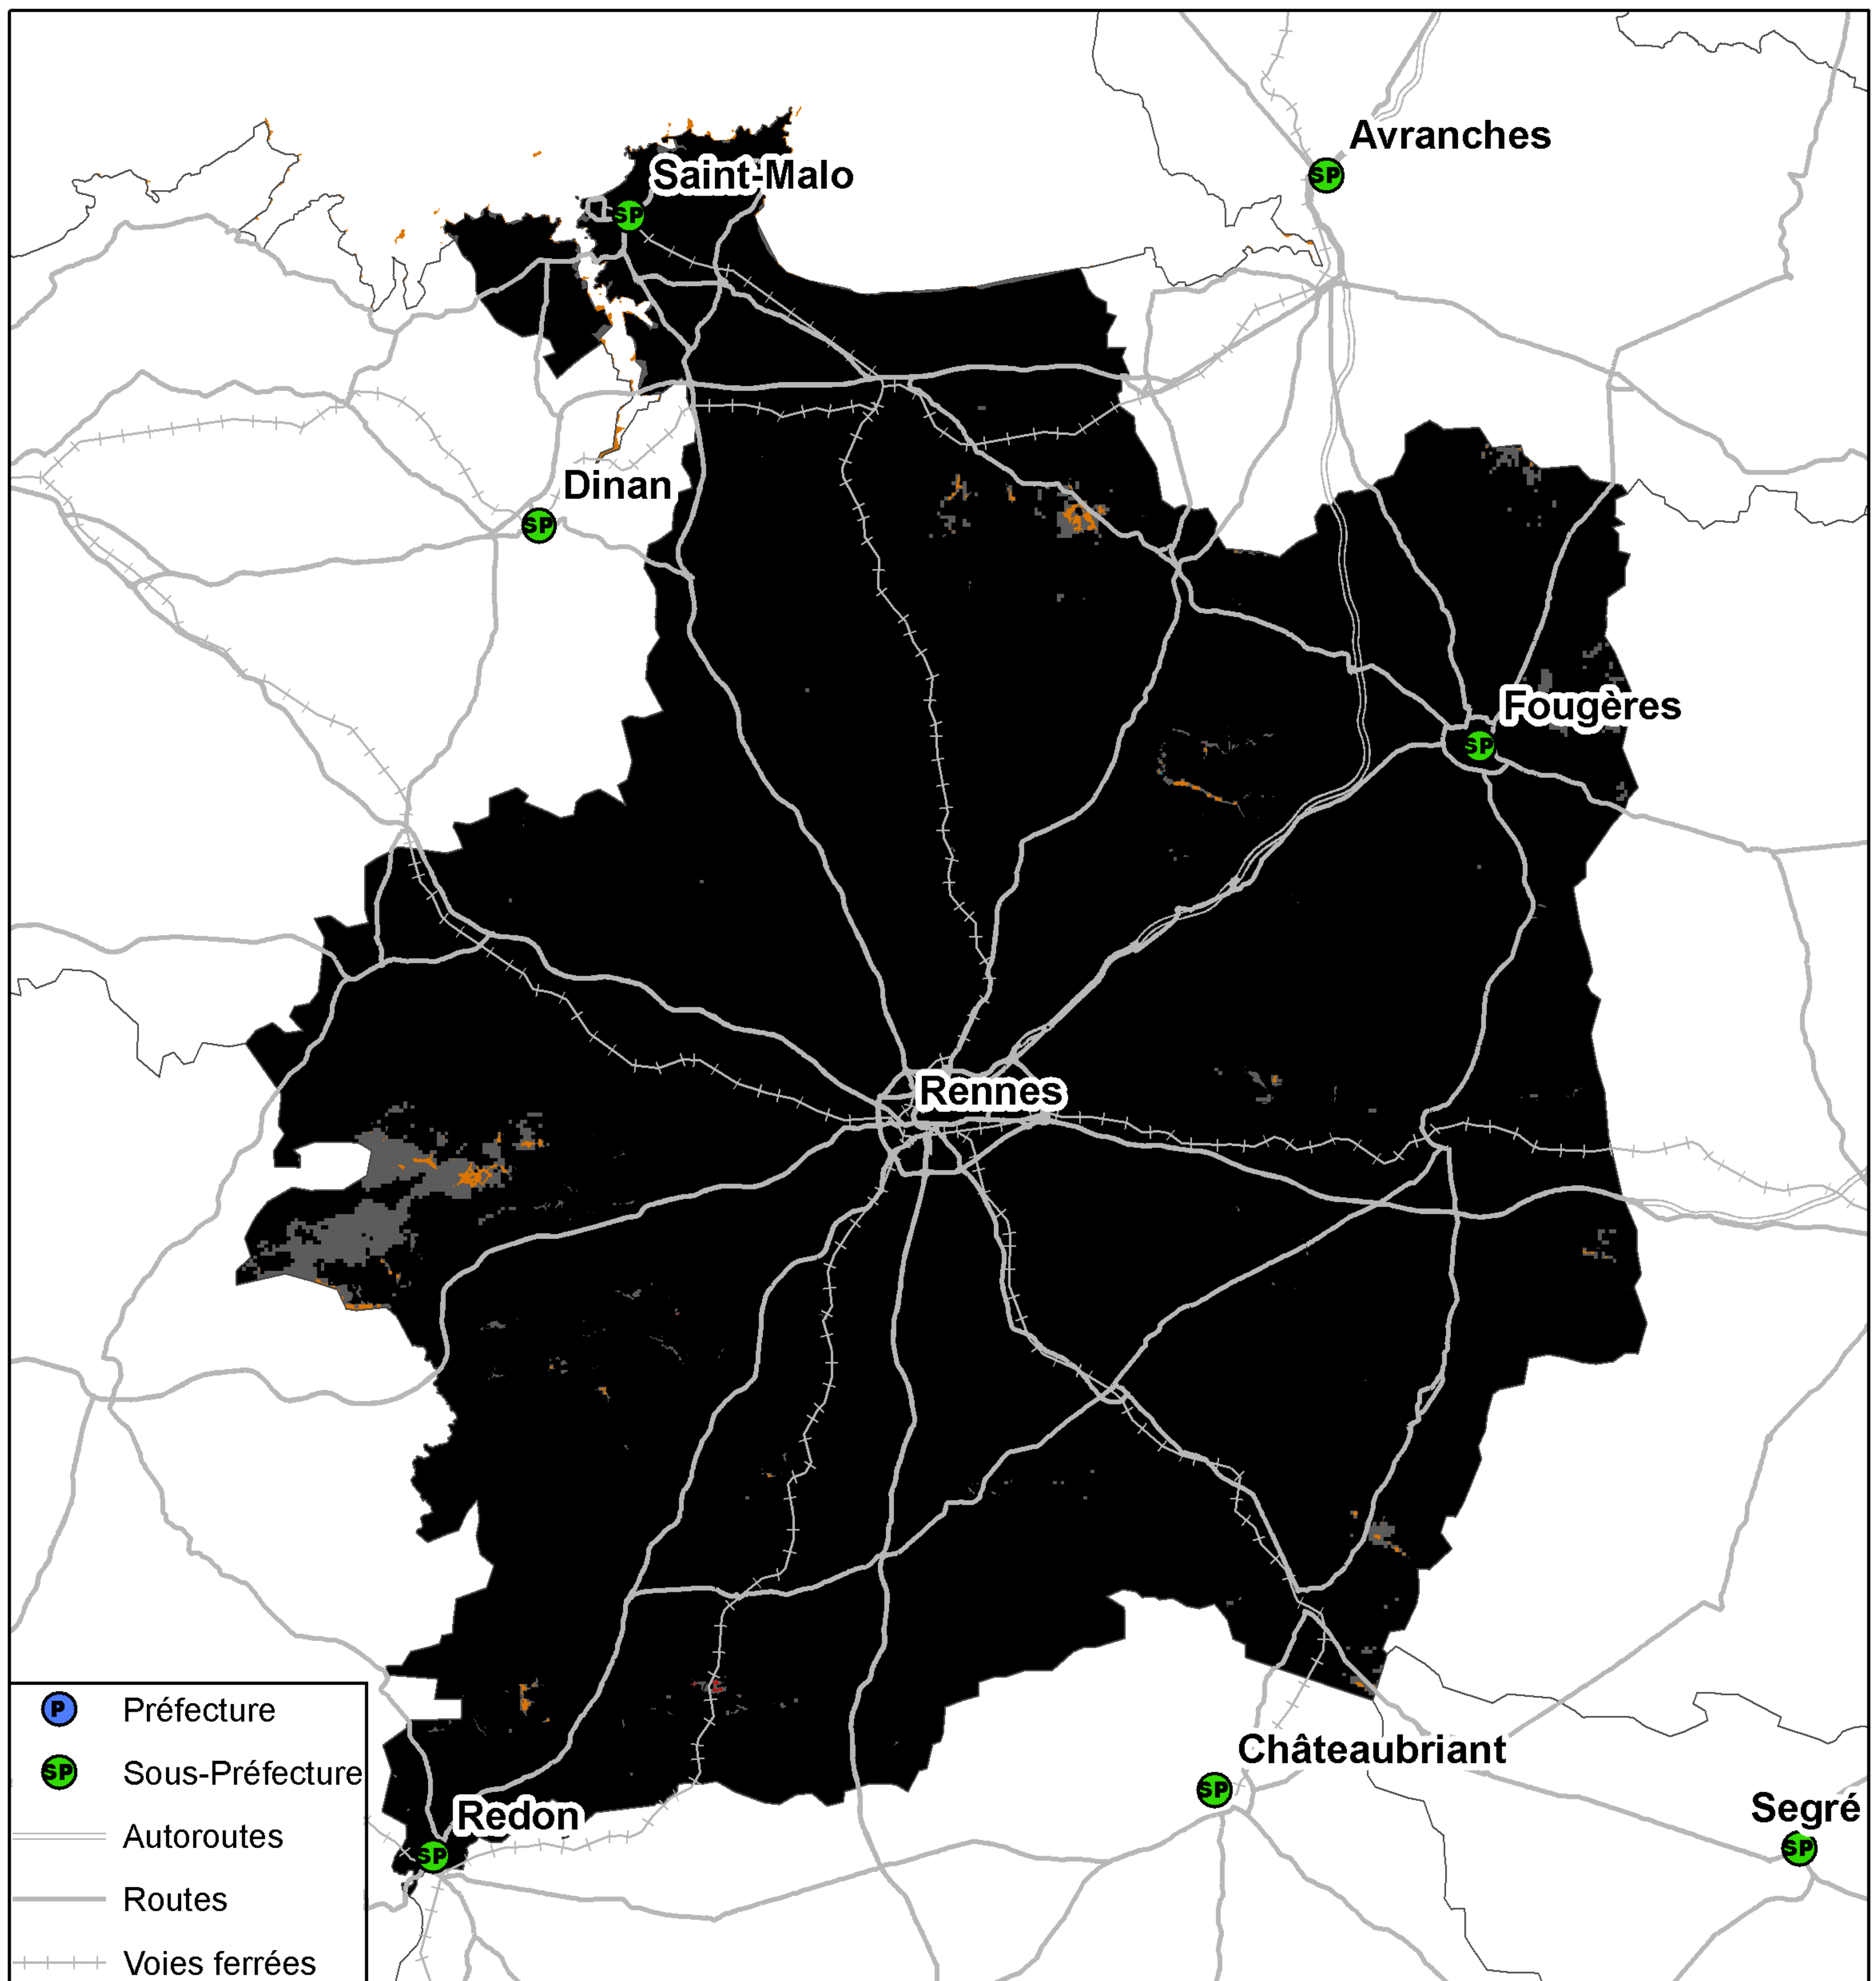 Avranches
SP
Saint-Malo
SP
Dinan
SP
Fougères
SP
Rennes
Châteaubriant
SP
Segré
SP
Redon
SP
P Préfecture
SP Sous-Préfecture
Autoroutes
Routes
Voies ferrées